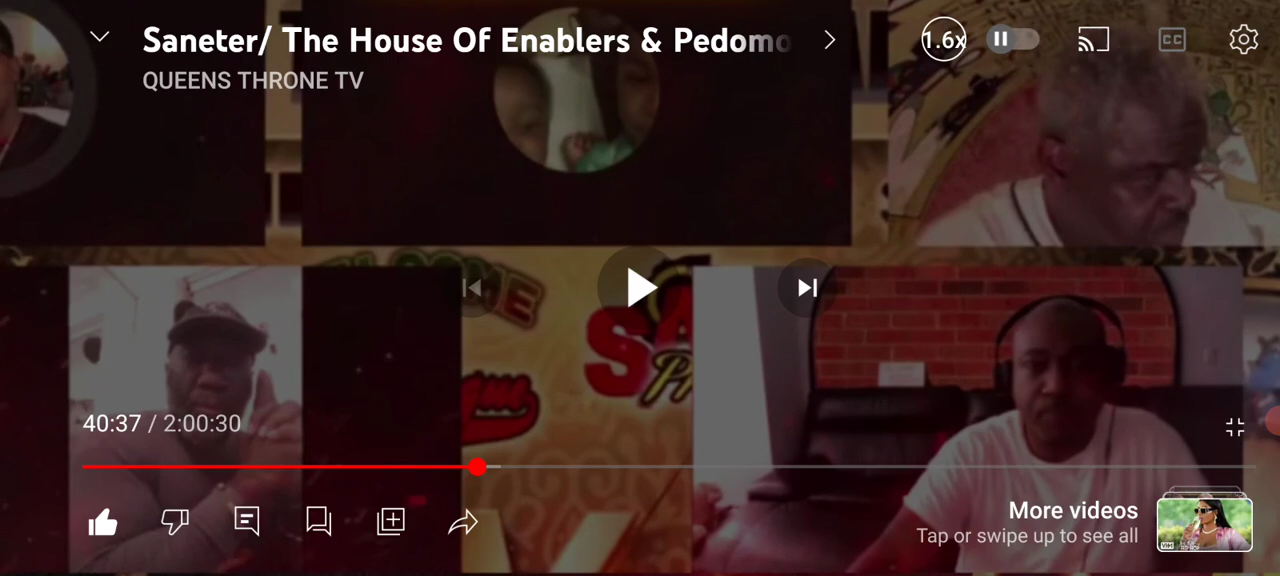 Saneter/ The House Of Enablers & Pedomo
1.6x
CC
QUEENS THRONE TV
40:37 / 2:00:30
More videos
Tap or swipe up to see all